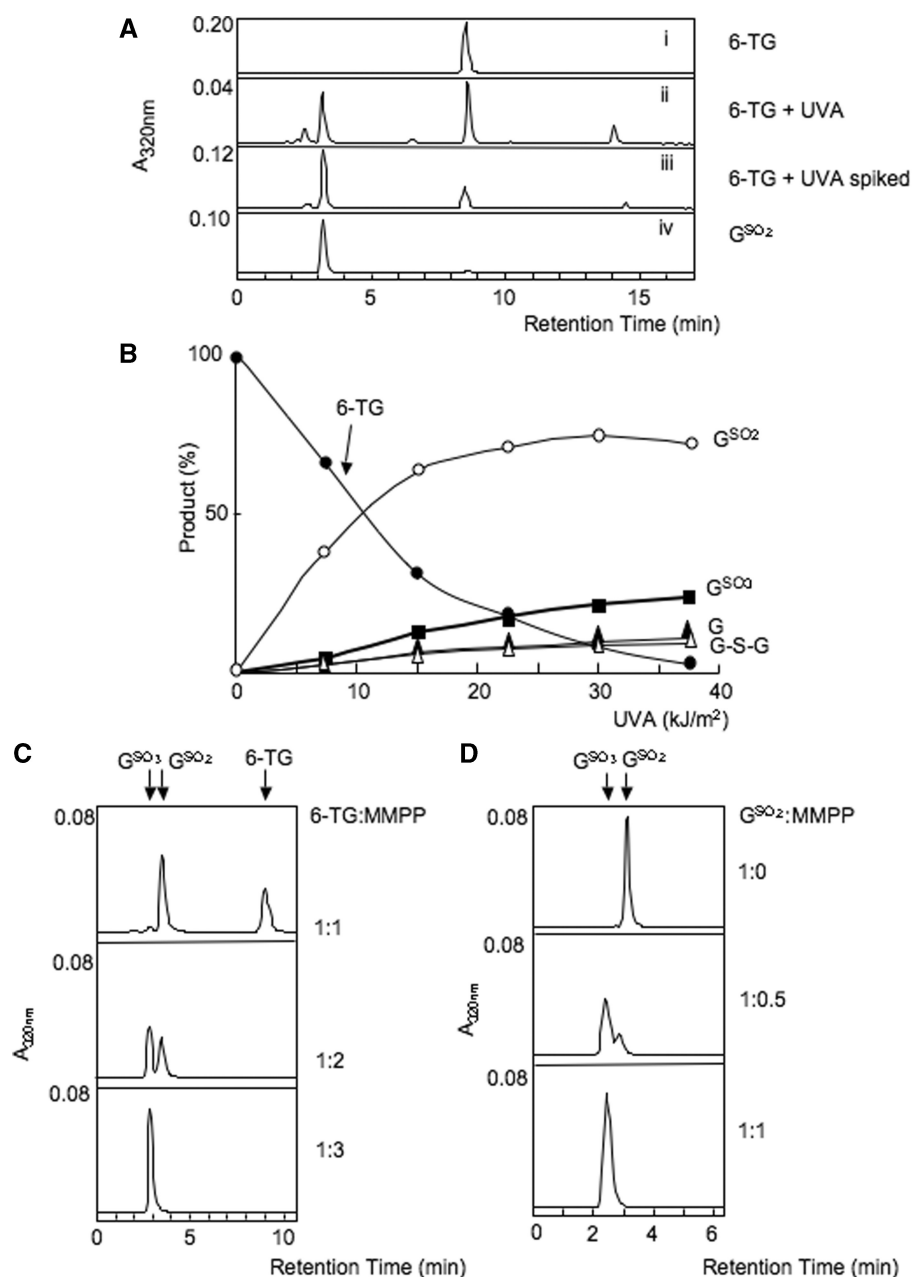 A
0.20
i
6-TG
0.04
ii
6-TG + UVA
A320nm
0.12
iii
6-TG + UVA spiked
0.10
iv
GSO2
0 5 10 15
Retention Time (min)
B
100
6-TG
GSO2
Product (%)
50
GSO3
G
G-S-G
0 10 20 30 40
UVA (kJ/m²)
C
GSO3 GSO2 6-TG
0.08
6-TG:MMPP
1:1
0.08
A320nm
1:2
0.08
1:3
0 5 10
Retention Time (min)
D
GSO3 GSO2
0.08
GSO2:MMPP
1:0
0.08
A320nm
1:0.5
0.08
1:1
0 2 4 6
Retention Time (min)